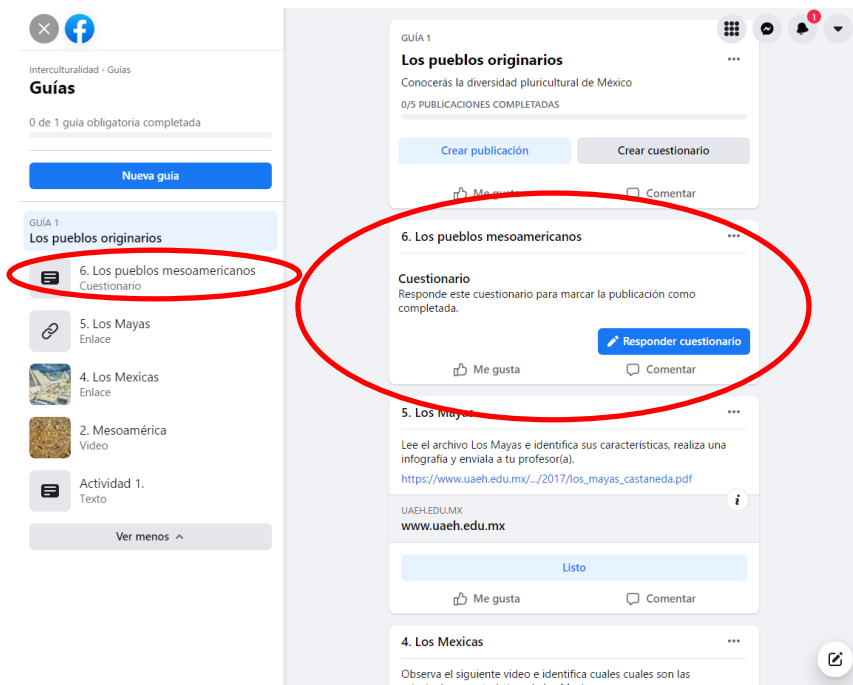 Interculturalidad · Guías
Guías
0 de 1 guía obligatoria completada
Nueva guía
GUÍA 1
Los pueblos originarios
6. Los pueblos mesoamericanos
Cuestionario
5. Los Mayas
Enlace
4. Los Mexicas
Enlace
2. Mesoamérica
Video
Actividad 1.
Texto
Ver menos
1
GUÍA 1
Los pueblos originarios
Conocerás la diversidad pluricultural de México
0/5 PUBLICACIONES COMPLETADAS
Crear publicación
Crear cuestionario
Me gusta
Comentar
6. Los pueblos mesoamericanos
Cuestionario
Responde este cuestionario para marcar la publicación como
completada.
Responder cuestionario
Me gusta
Comentar
5. Los Mayas
Lee el archivo Los Mayas e identifica sus características, realiza una
infografía y envíala a tu profesor(a).
https://www.uaeh.edu.mx/.../2017/los_mayas_castaneda.pdf
UAEH.EDU.MX
www.uaeh.edu.mx
Listo
Me gusta
Comentar
4. Los Mexicas
Observa el siguiente video e identifica cuales cuales son las